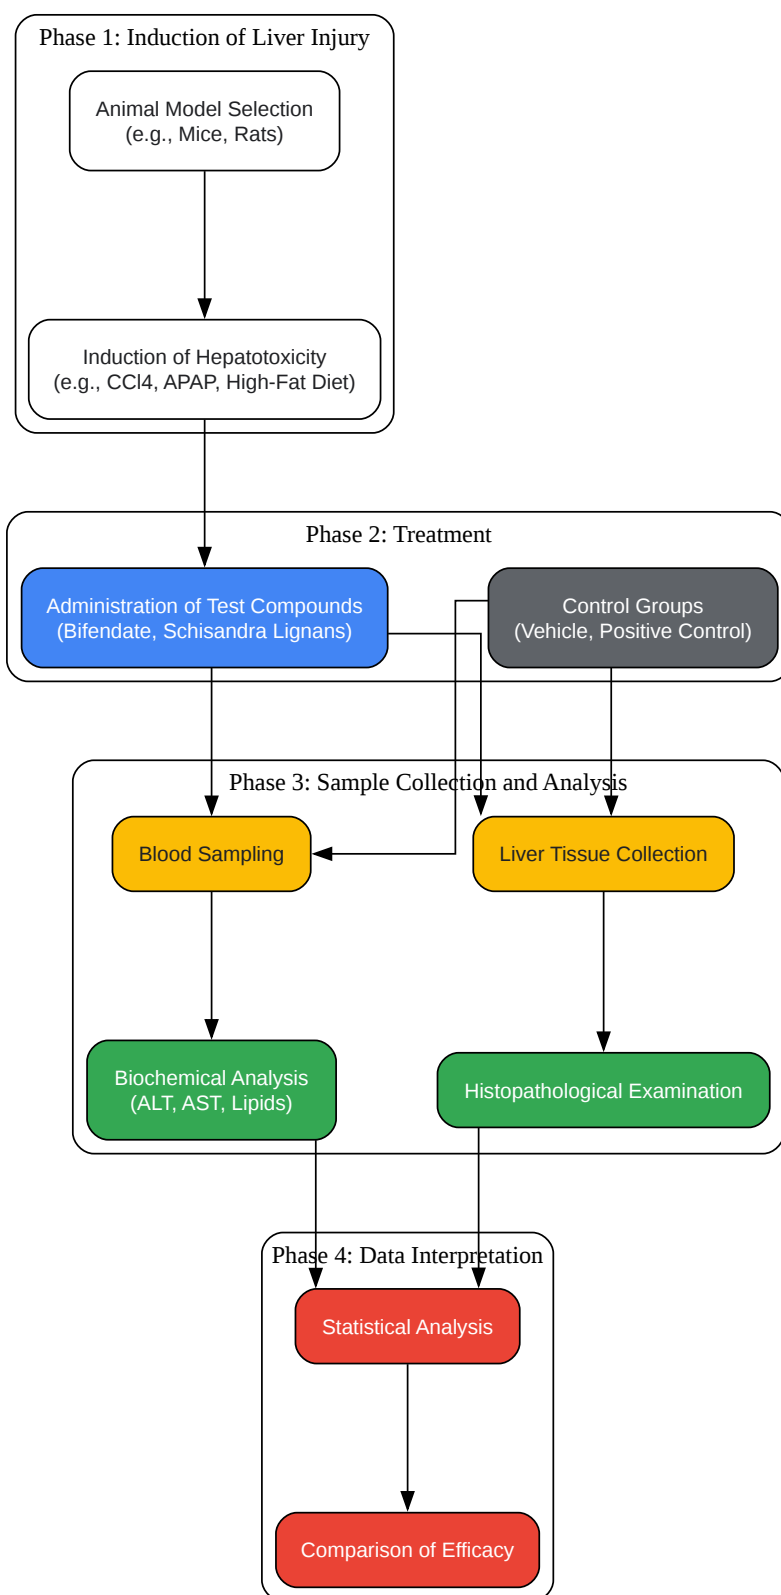 Phase 1: Induction of Liver Injury
Animal Model Selection
(e.g., Mice, Rats)
Induction of Hepatotoxicity
(e.g., CCl4, APAP, High-Fat Diet)
Phase 2: Treatment
Administration of Test Compounds
(Bifendate, Schisandra Lignans)
Control Groups
(Vehicle, Positive Control)
Phase 3: Sample Collection and Analysis
Blood Sampling
Liver Tissue Collection
Biochemical Analysis
(ALT, AST, Lipids)
Histopathological Examination
Phase 4: Data Interpretation
Statistical Analysis
Comparison of Efficacy